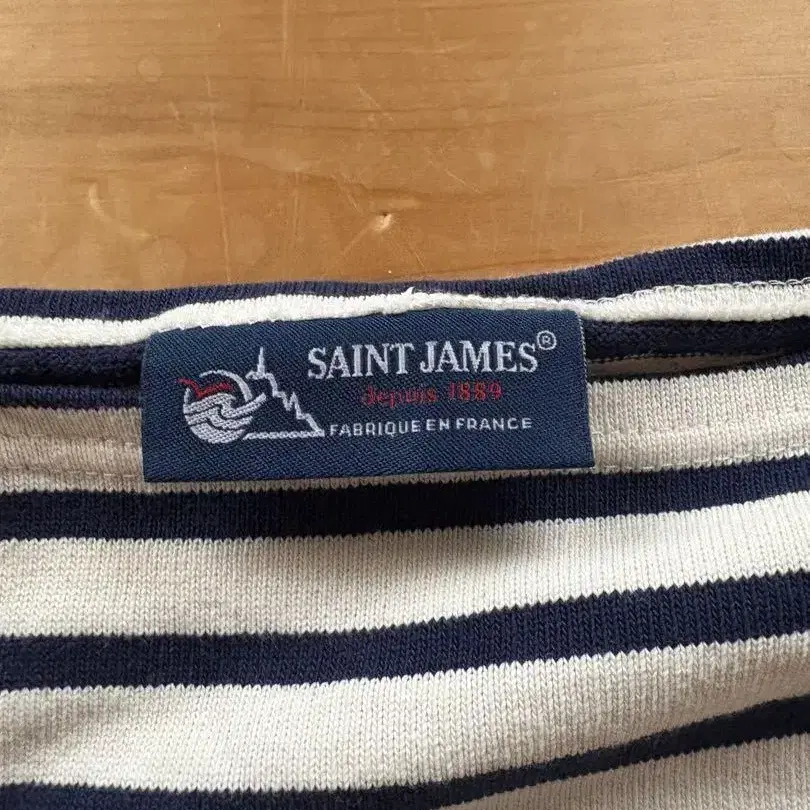 SAINT JAMES®
depuis 1889
FABRIQUE EN FRANCE